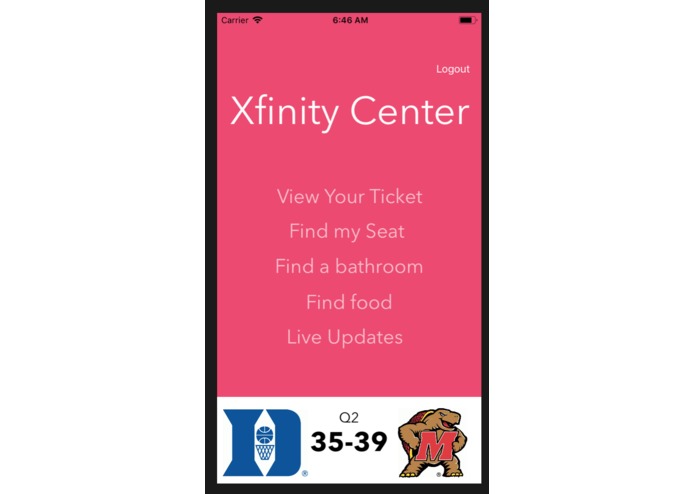 Carrier 6:46 AM
Logout
Xfinity Center
View Your Ticket
Find my Seat
Find a bathroom
Find food
Live Updates
Q2
35-39
D
®
M
®